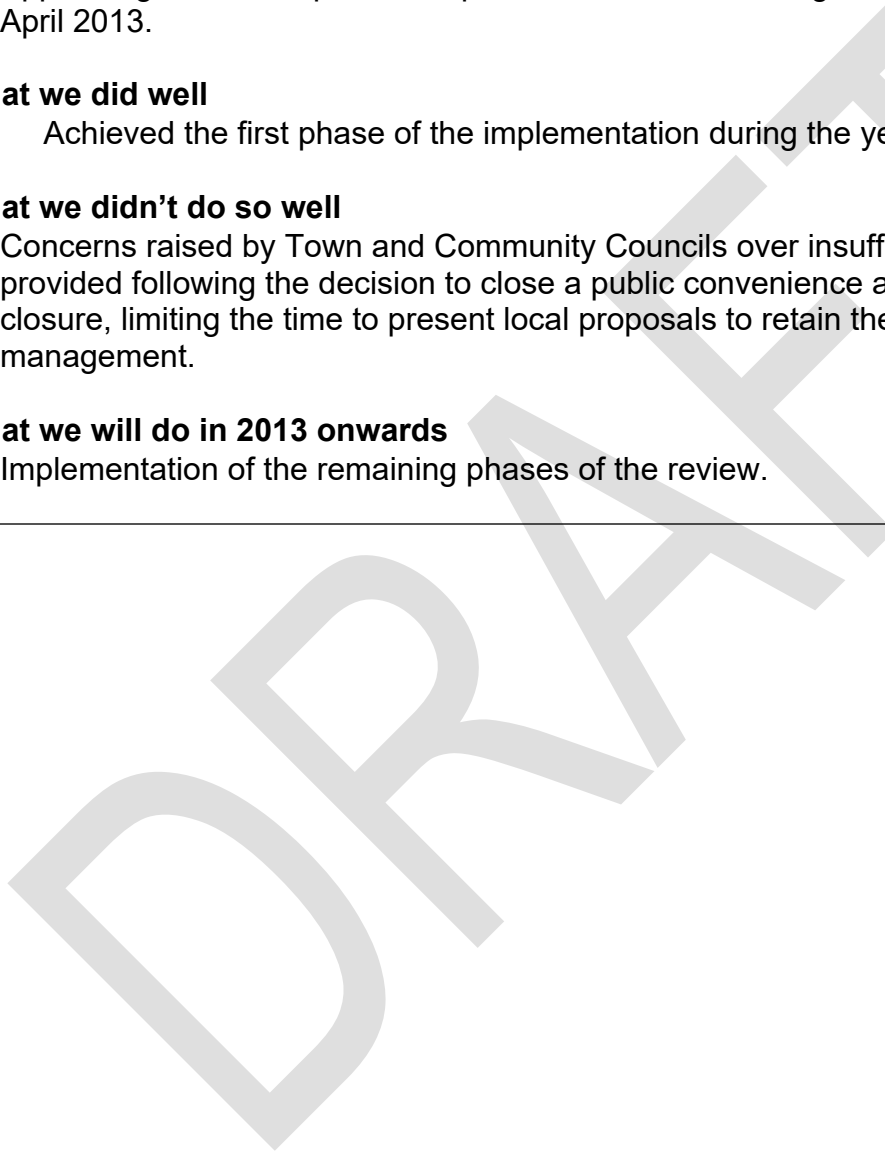 April 2013.
at we did well
Achieved the first phase of the implementation during the
at we didn't do so well
Concerns raised by Town and Community Councils over
provided following the decision to close a public convenience
closure, limiting the time to present local proposals to retain
management.
at we will do in 2013 onwards
Implementation of the remaining phases of the review.
DRAFT